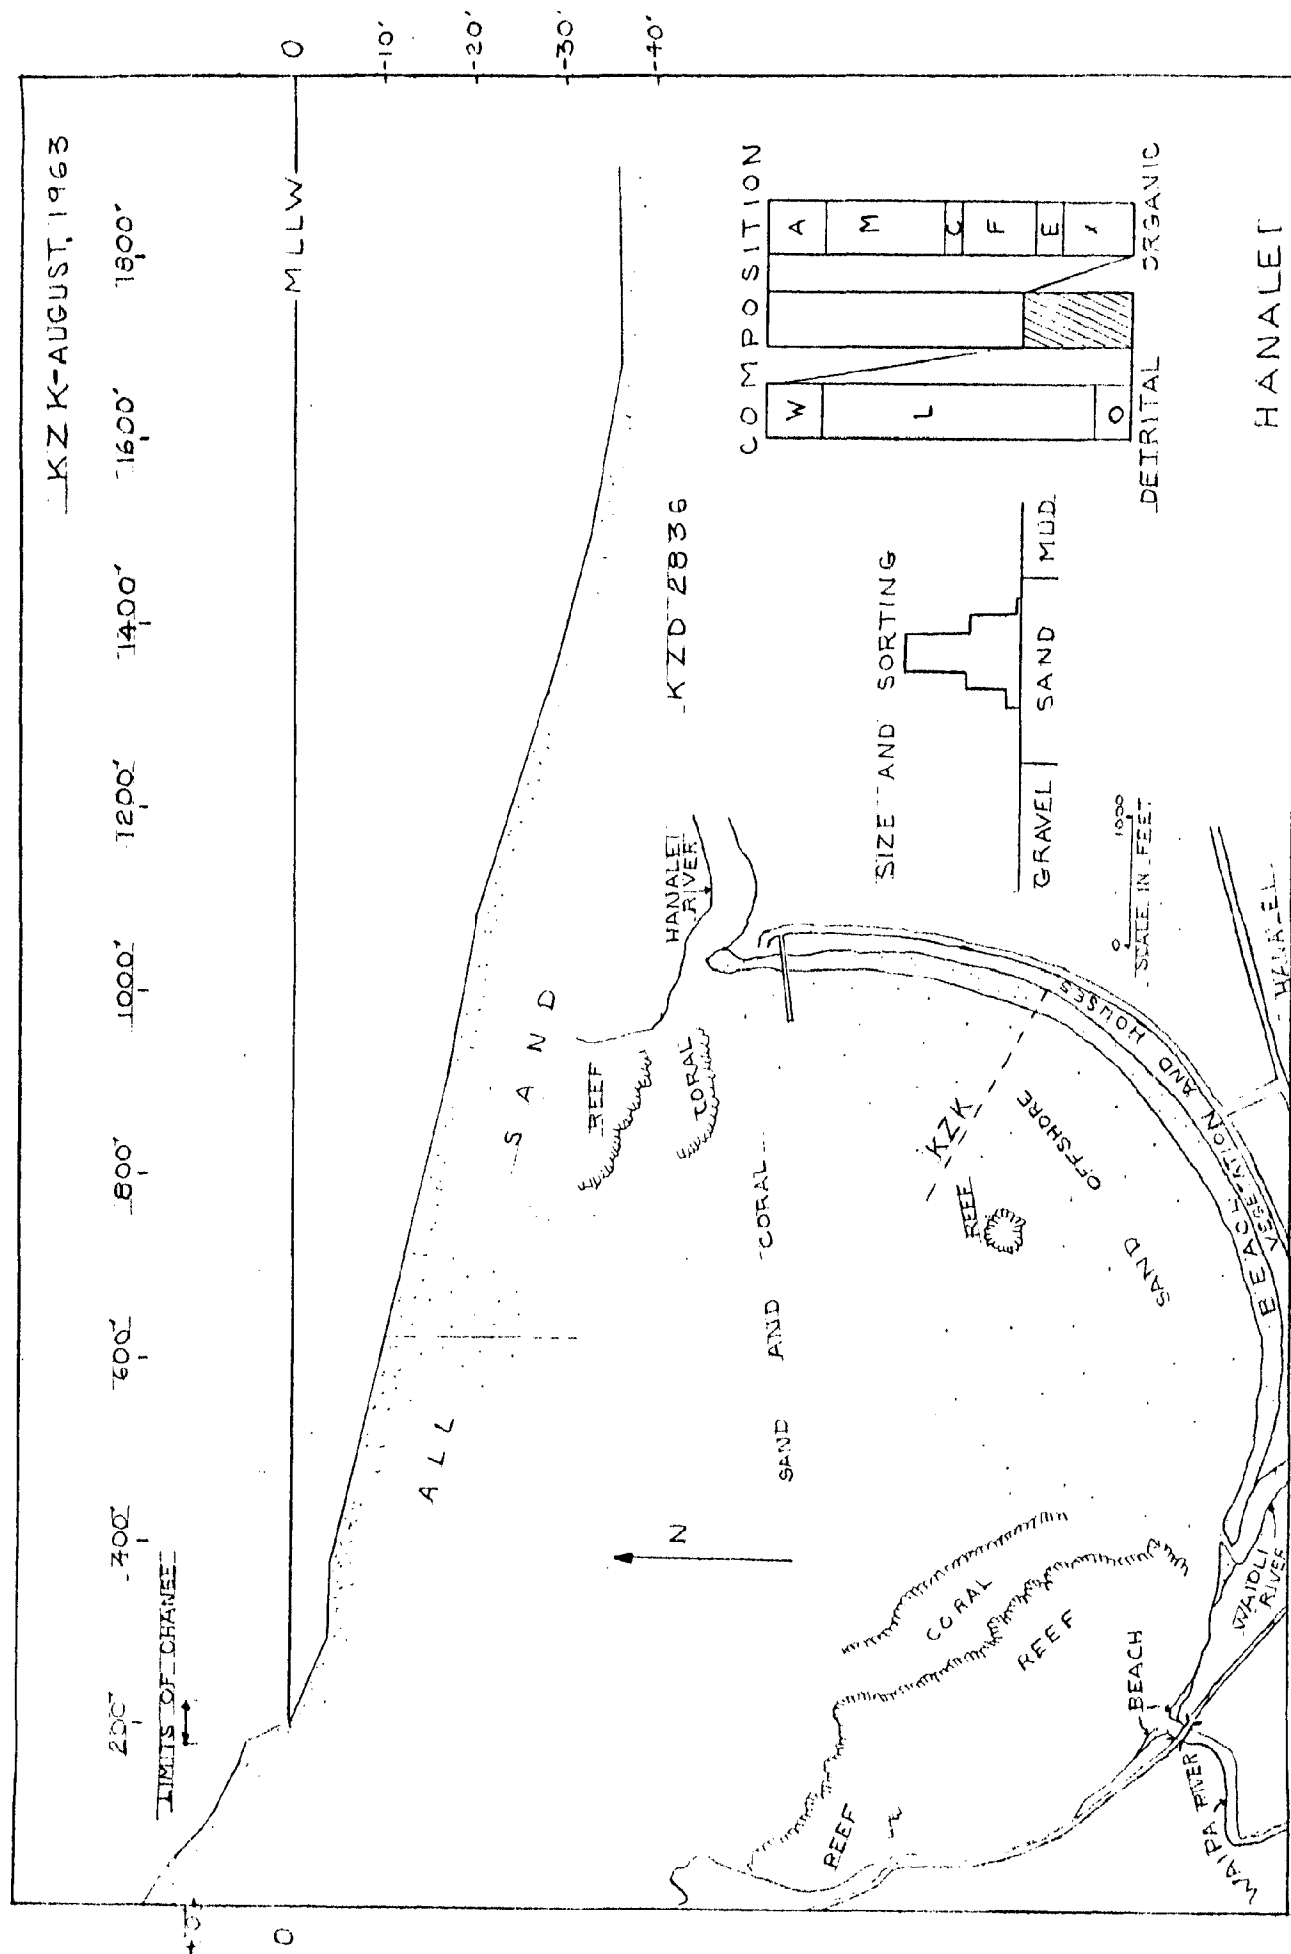 KZK-AUGUST, 1963
200' 400' 600' 800' 1000' 1200' 1400' 1600' 1800'
LIMITS OF CHANGE
0
MLLW
0
-10'
-20'
-30'
-40'
ALL SAND
KZD 2836
HANALEI
RIVER
REEF
CORAL
SAND AND CORAL
N
KZK
REEF
OFFSHORE
SAND
CORAL
REEF
REEF
BEACH
WAIPA RIVER
WAIOLI
RIVER
BEACH
VEGETATION AND HOUSES
HANALEI
0 1000
SCALE IN FEET
SIZE AND SORTING
GRAVEL SAND MUD
COMPOSITION
W
L
O
A
M
C
F
E
X
DETRITAL ORGANIC
HANALEI